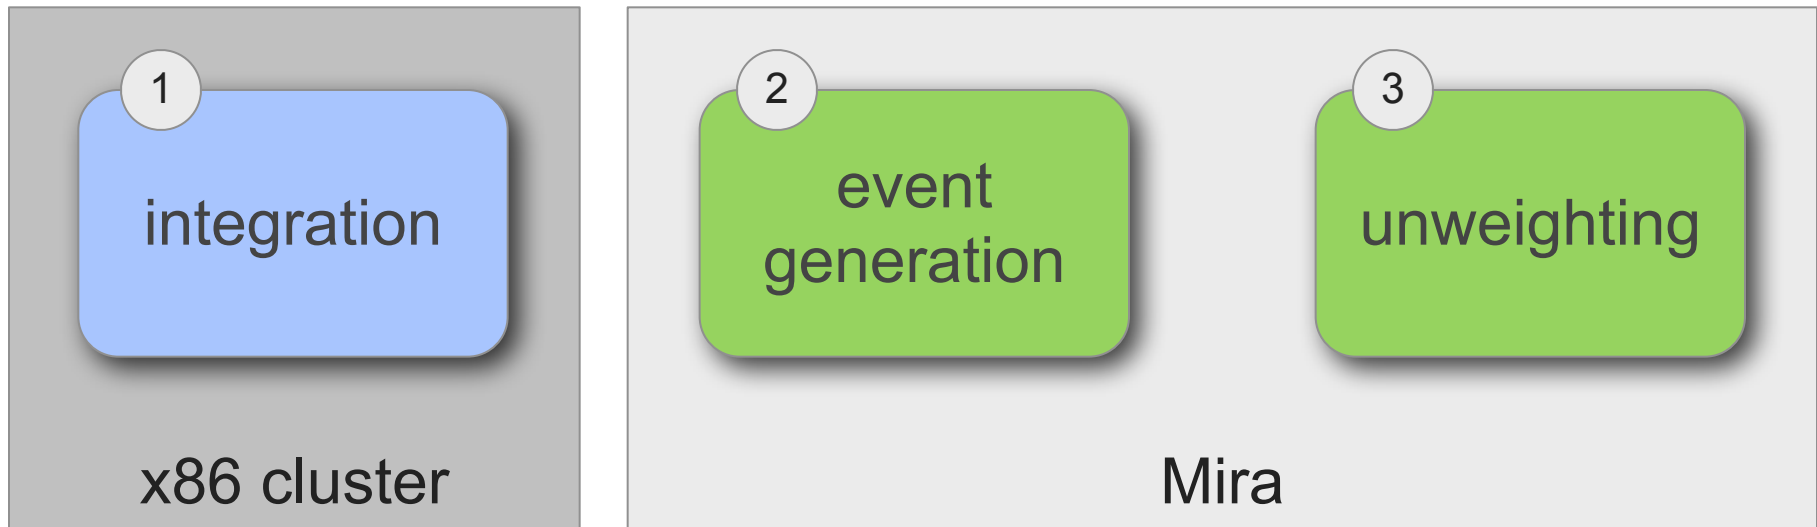 1
integration
x86 cluster
2
event
generation
3
unweighting
Mira